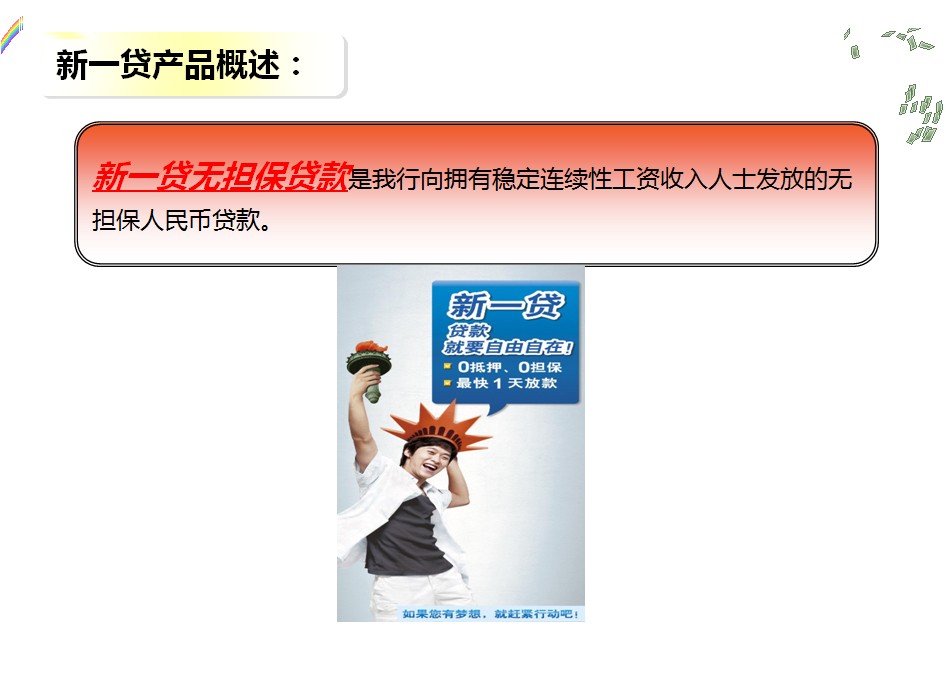 新一贷产品概述：
新一贷无担保贷款是我行向拥有稳定连续性工资收入人士发放的无
担保人民币贷款。
新一贷
贷款
就要自由自在!
0抵押、0担保
最快1天放款
如果您有梦想，就赶紧行动吧!